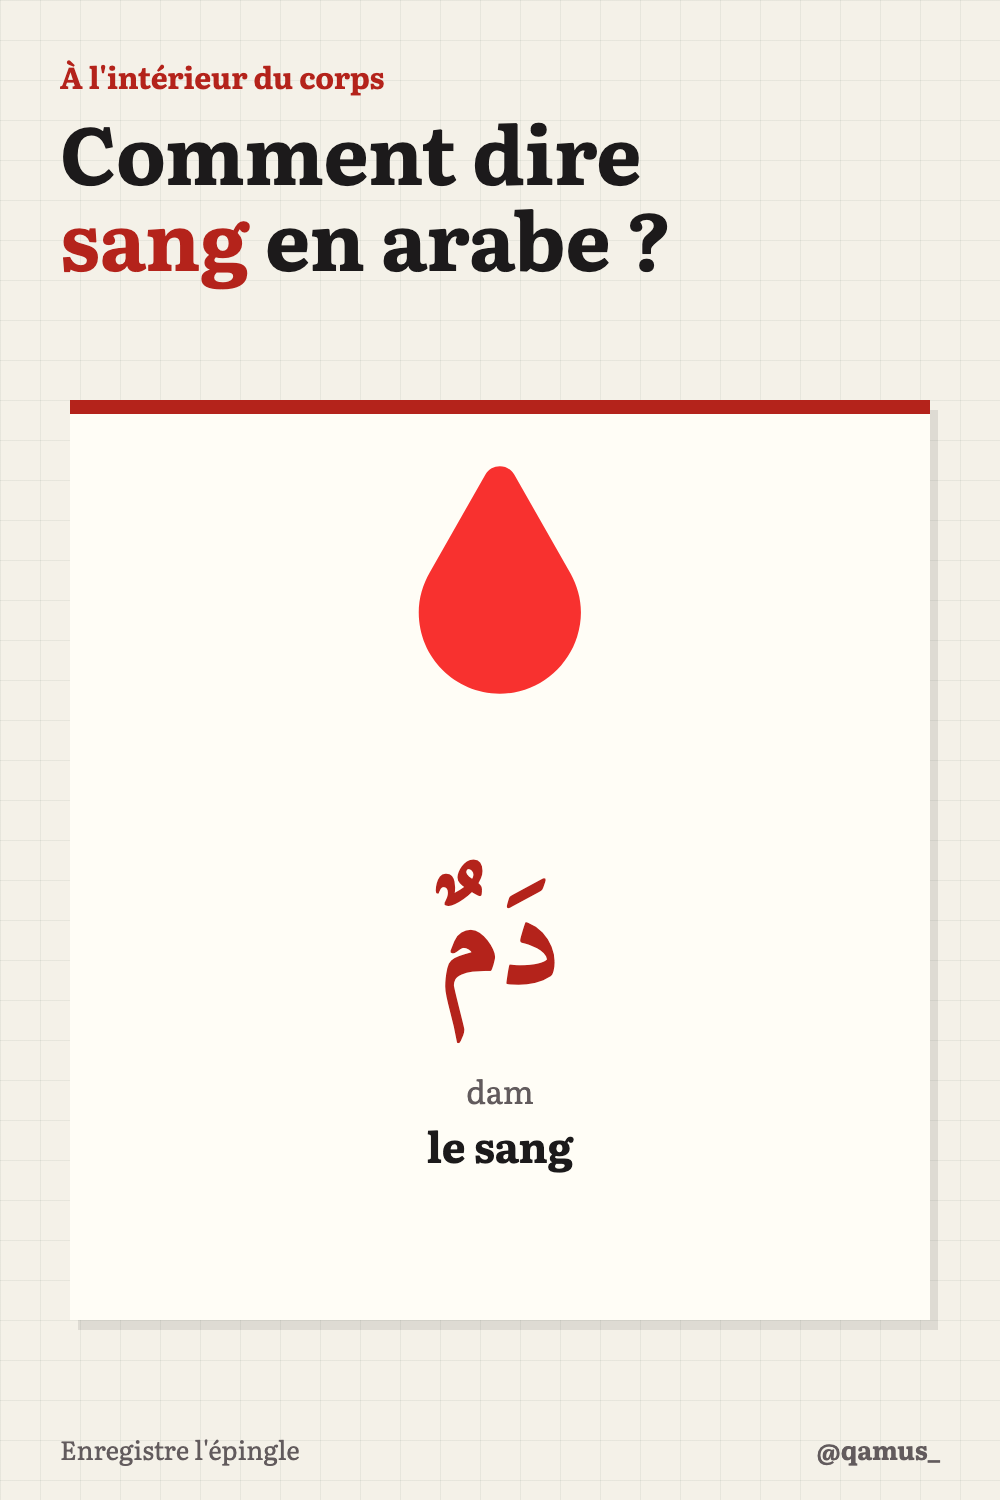 À l'intérieur du corps
Comment dire
sang en arabe ?
دَمٌ
dam
le sang
Enregistre l'épingle
@qamus_